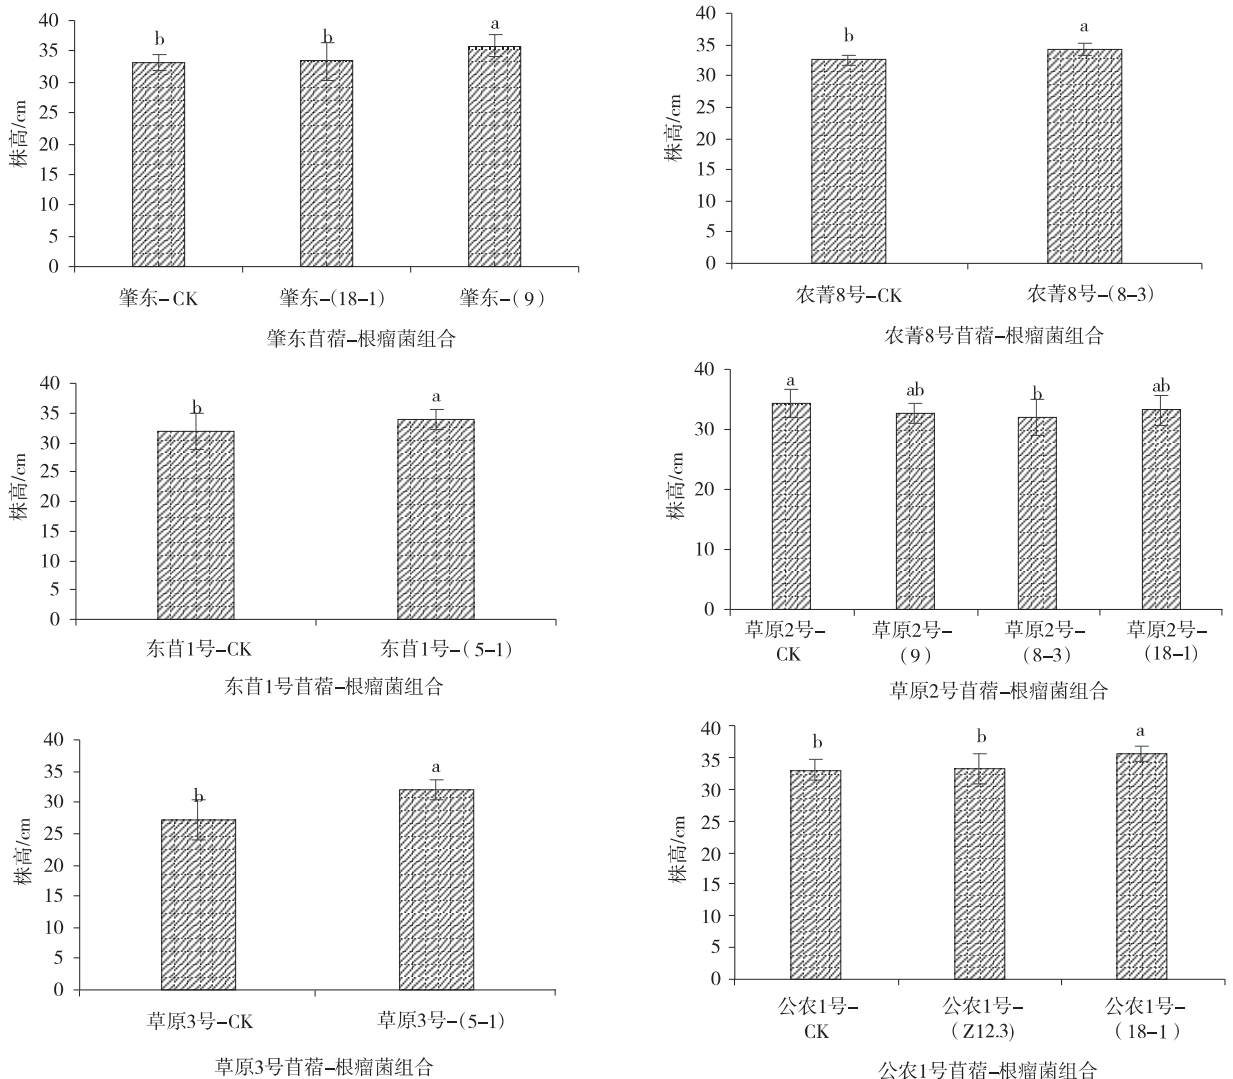 40
35
30
25
20
15
10
5
0
株高/cm
b
b
a
肇东-CK
肇东-(18-1)
肇东-(9)
肇东苜蓿-根瘤菌组合
40
35
30
25
20
15
10
5
0
株高/cm
b
a
农菁8号-CK
农菁8号-(8-3)
农菁8号苜蓿-根瘤菌组合
40
35
30
25
20
15
10
5
0
株高/cm
b
a
东苜1号-CK
东苜1号-(5-1)
东苜1号苜蓿-根瘤菌组合
40
30
20
10
0
株高/cm
a
ab
b
ab
草原2号-
CK
草原2号-
(9)
草原2号-
(8-3)
草原2号-
(18-1)
草原2号苜蓿-根瘤菌组合
40
35
30
25
20
15
10
5
0
株高/cm
b
a
草原3号-CK
草原3号-(5-1)
草原3号苜蓿-根瘤菌组合
40
35
30
25
20
15
10
5
0
株高/cm
b
b
a
公农1号-
CK
公农1号-
(Z12.3)
公农1号-
(18-1)
公农1号苜蓿-根瘤菌组合